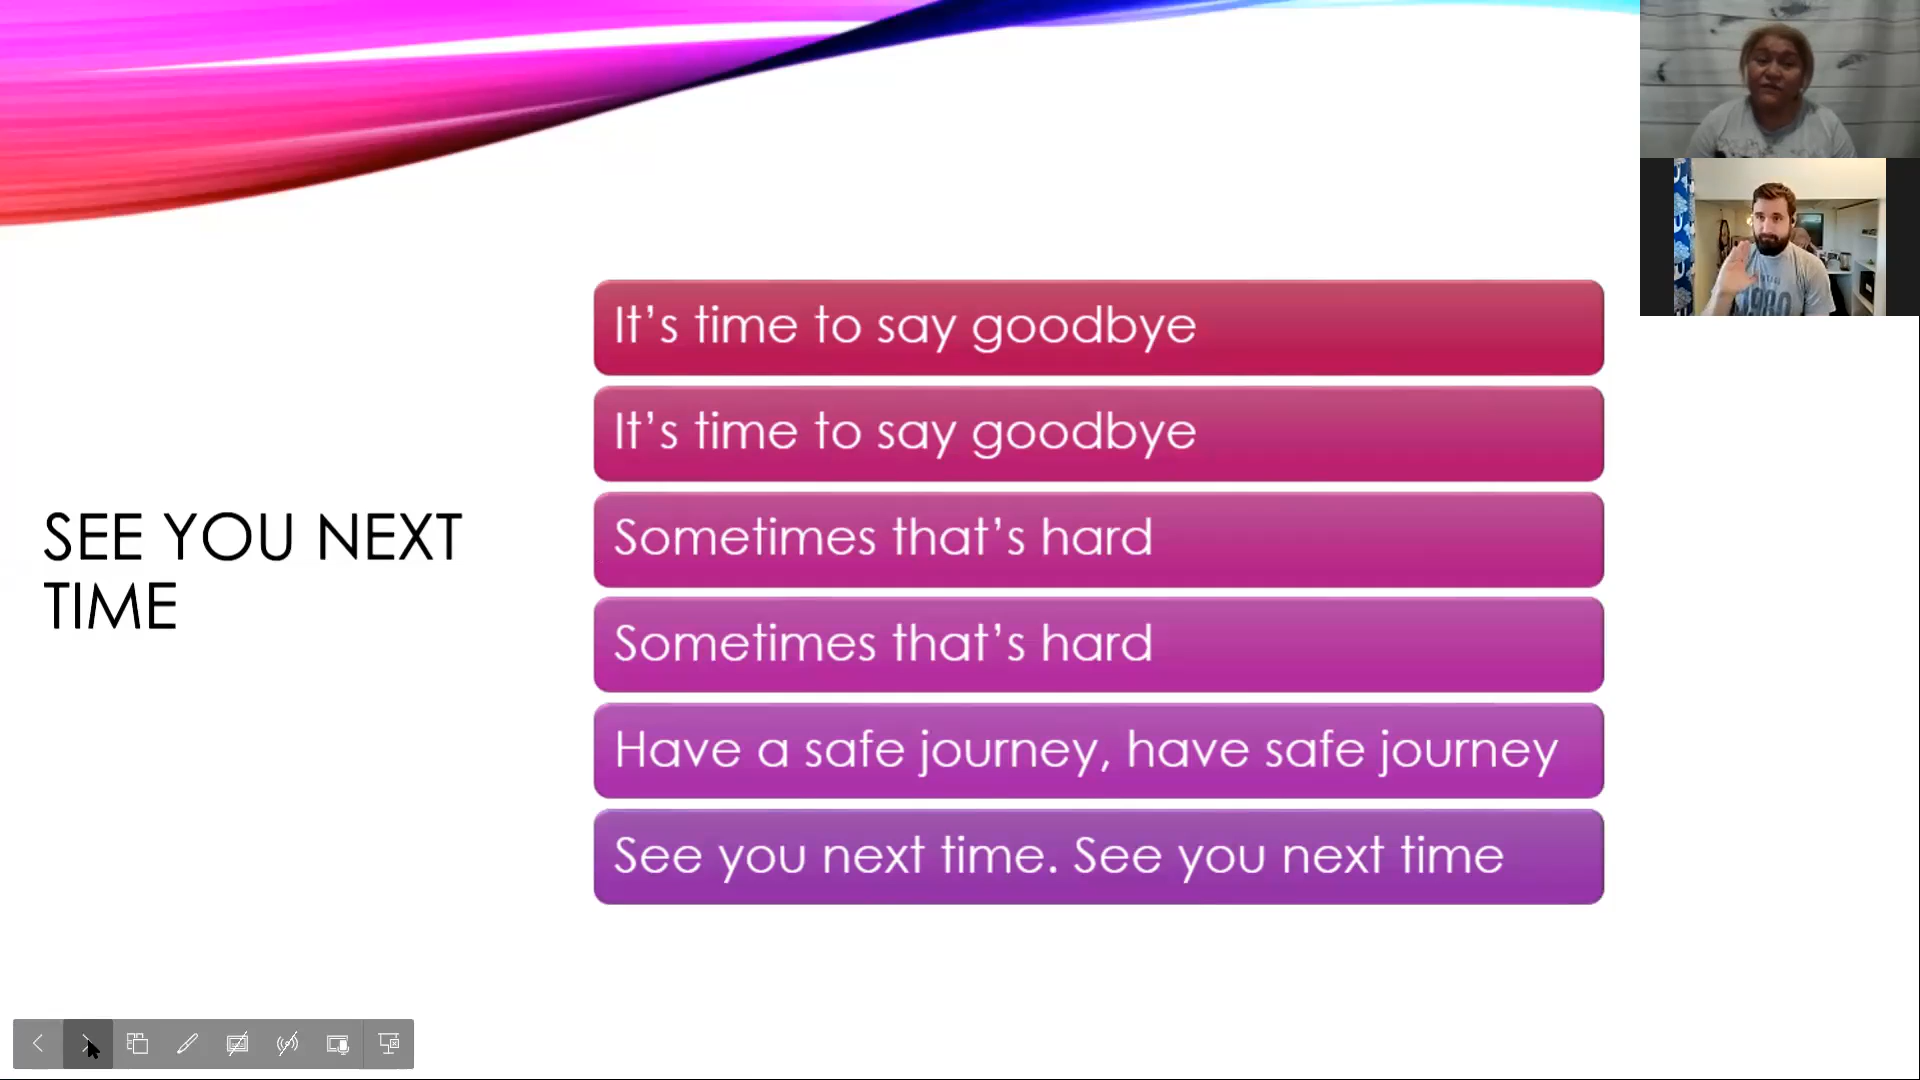 SEE YOU NEXT
TIME
It's time to say goodbye
It's time to say goodbye
Sometimes that's hard
Sometimes that's hard
Have a safe journey, have safe journey
See you next time. See you next time